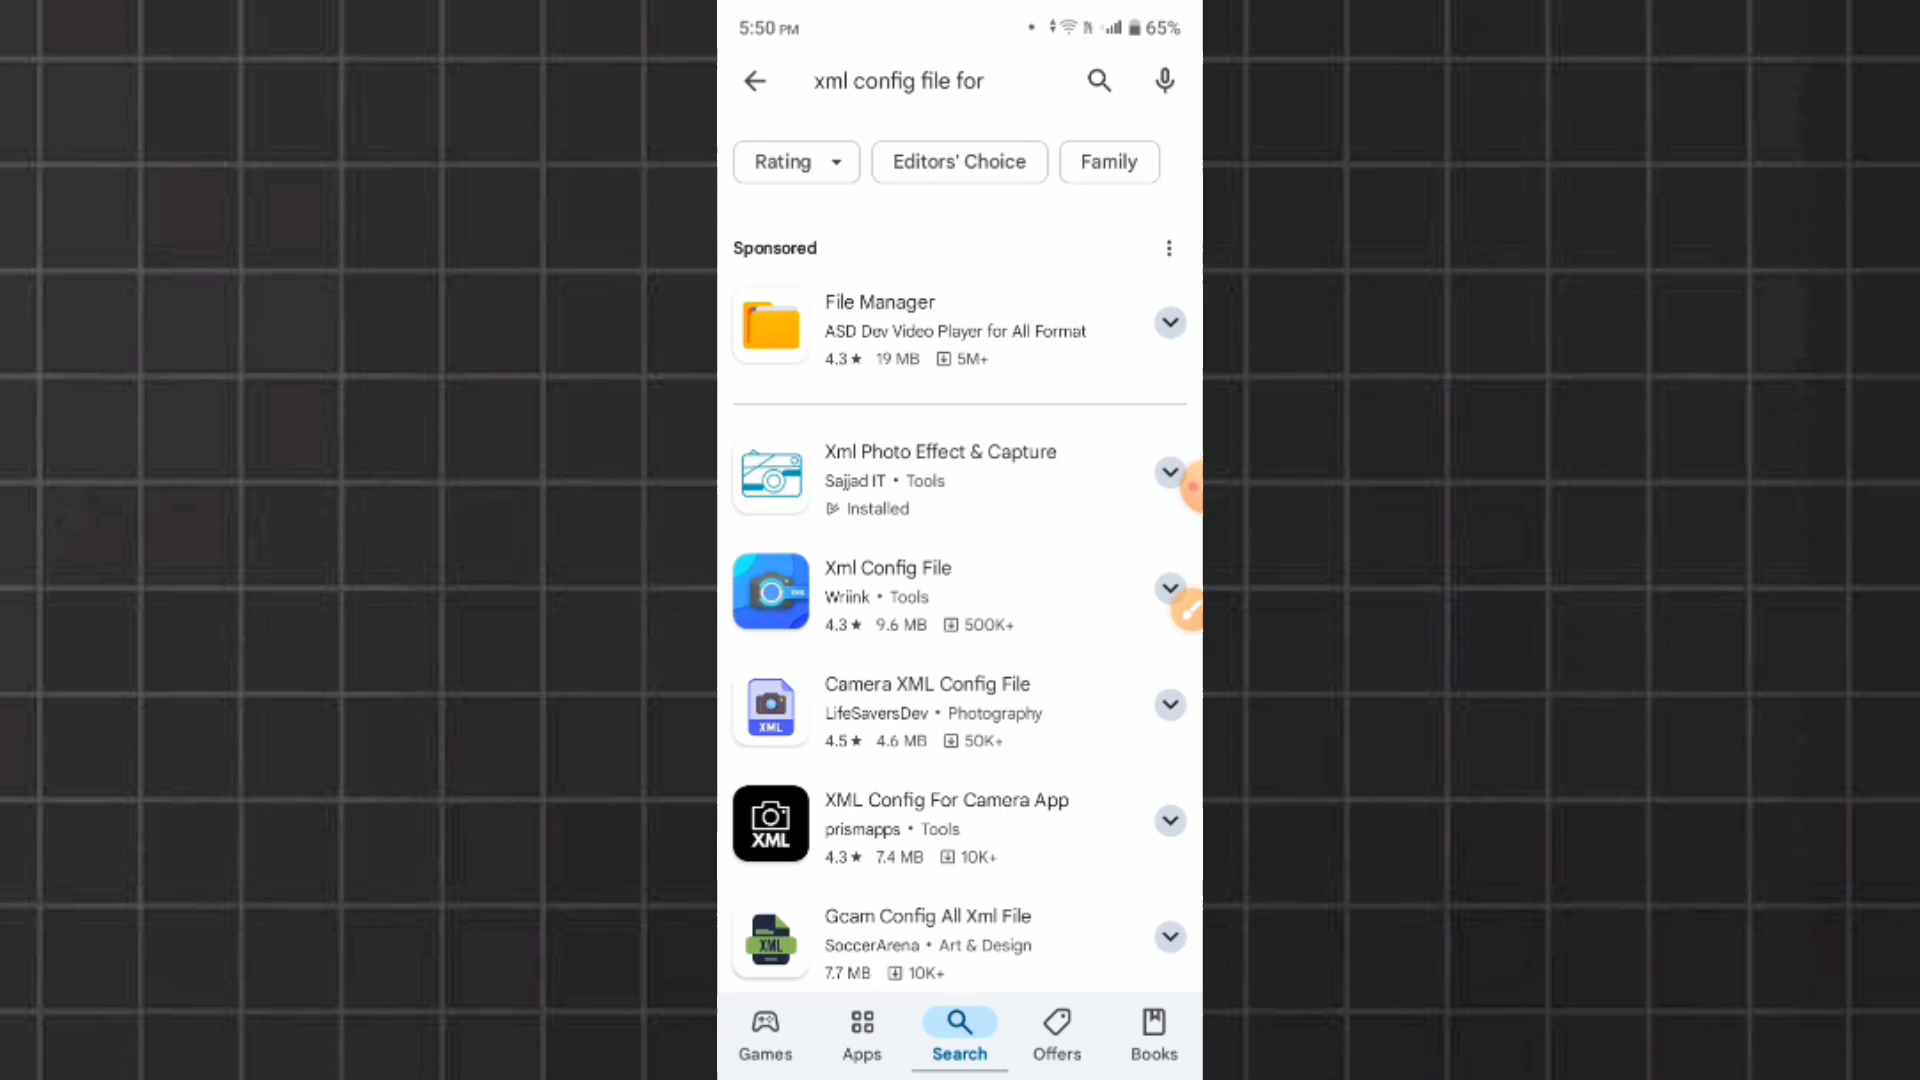 5:50 PM
65%
xml config file for
Rating
Editors' Choice
Family
Sponsored
File Manager
ASD Dev Video Player for All Format
4.3★ 19 MB 5M+
Xml Photo Effect & Capture
Sajjad IT • Tools
Installed
Xml Config File
Wriink • Tools
4.3★ 9.6 MB 500K+
Camera XML Config File
LifeSaversDev • Photography
XML
4.5★ 4.6 MB 50K+
XML Config For Camera App
prismapps • Tools
XML
4.3★ 7.4 MB 10K+
Gcam Config All Xml File
SoccerArena • Art & Design
XML
7.7 MB 10K+
Games
Apps
Search
Offers
Books